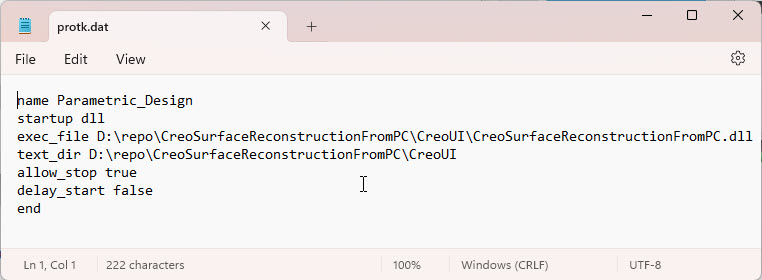 protk.dat
File Edit View
name Parametric_Design
startup dll
exec_file D:\repo\CreoSurfaceReconstructionFromPC\CreoUI\CreoSurfaceReconstructionFromPC.dll
text_dir D:\repo\CreoSurfaceReconstructionFromPC\CreoUI
allow_stop true
delay_start false
end
Ln 1, Col 1 222 characters 100% Windows (CRLF) UTF-8